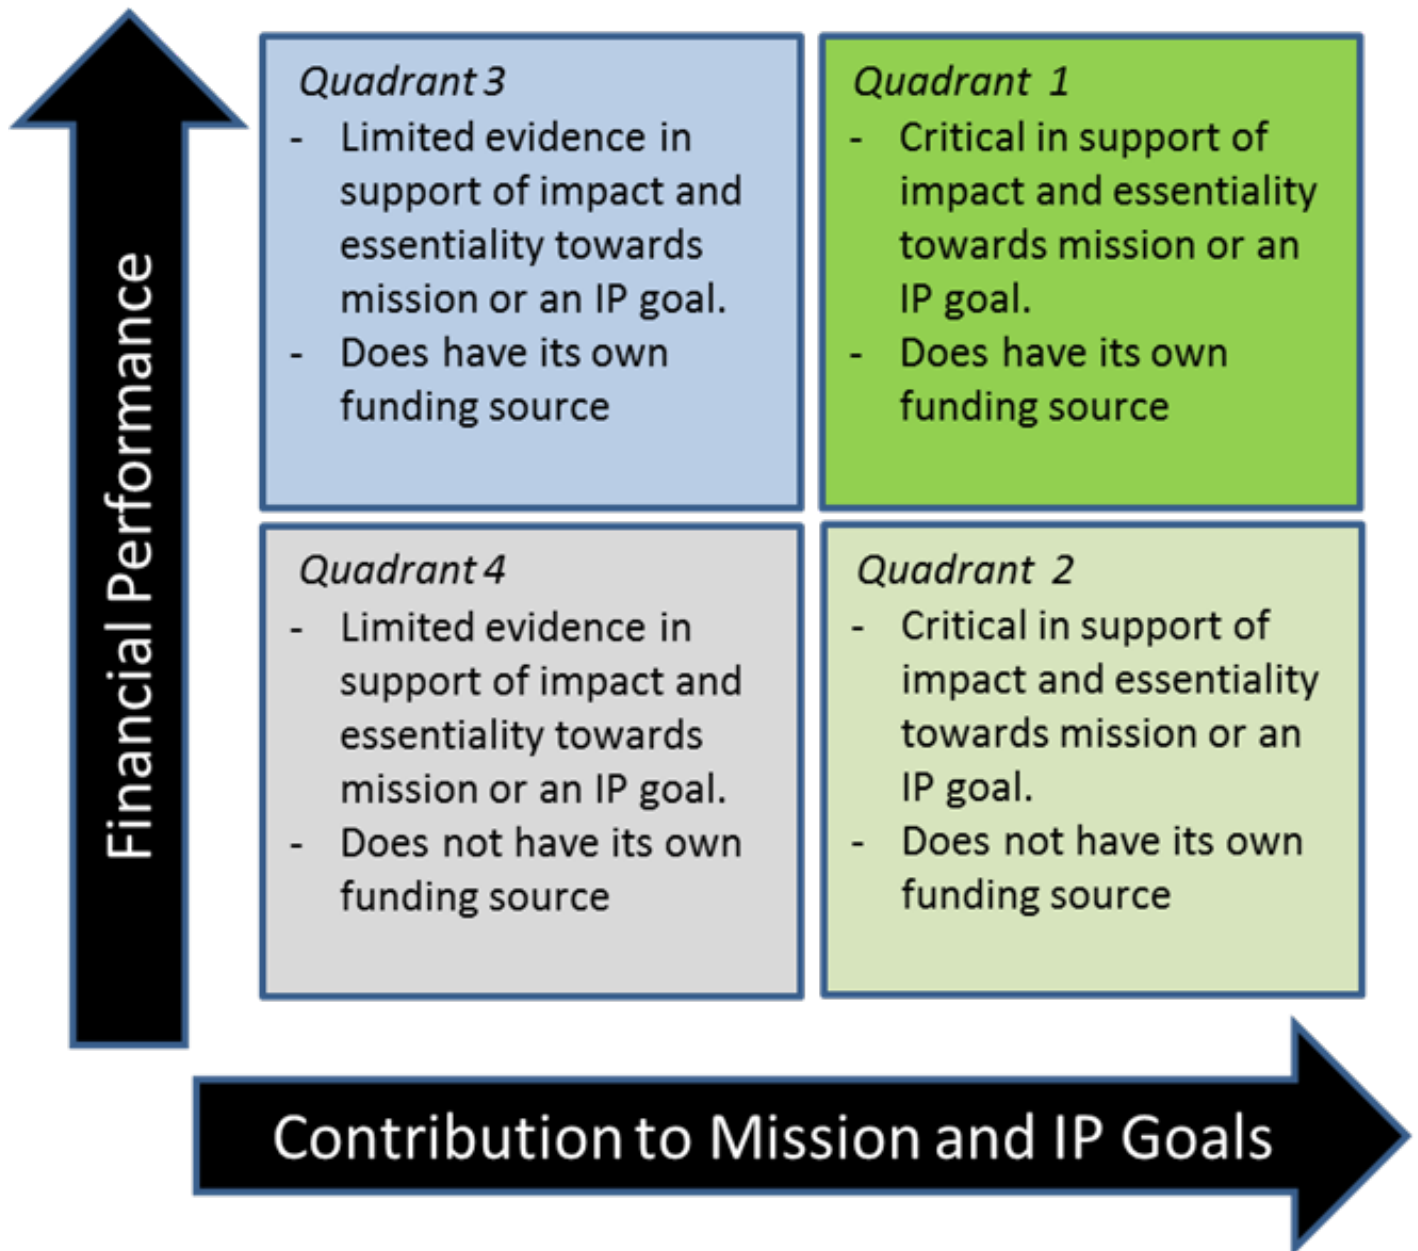 Financial Performance
Quadrant 3
- Limited evidence in
support of impact and
essentiality towards
mission or an IP goal.
- Does have its own
funding source
Quadrant 1
- Critical in support of
impact and essentiality
towards mission or an
IP goal.
- Does have its own
funding source
Quadrant 4
- Limited evidence in
support of impact and
essentiality towards
mission or an IP goal.
- Does not have its own
funding source
Quadrant 2
- Critical in support of
impact and essentiality
towards mission or an
IP goal.
- Does not have its own
funding source
Contribution to Mission and IP Goals